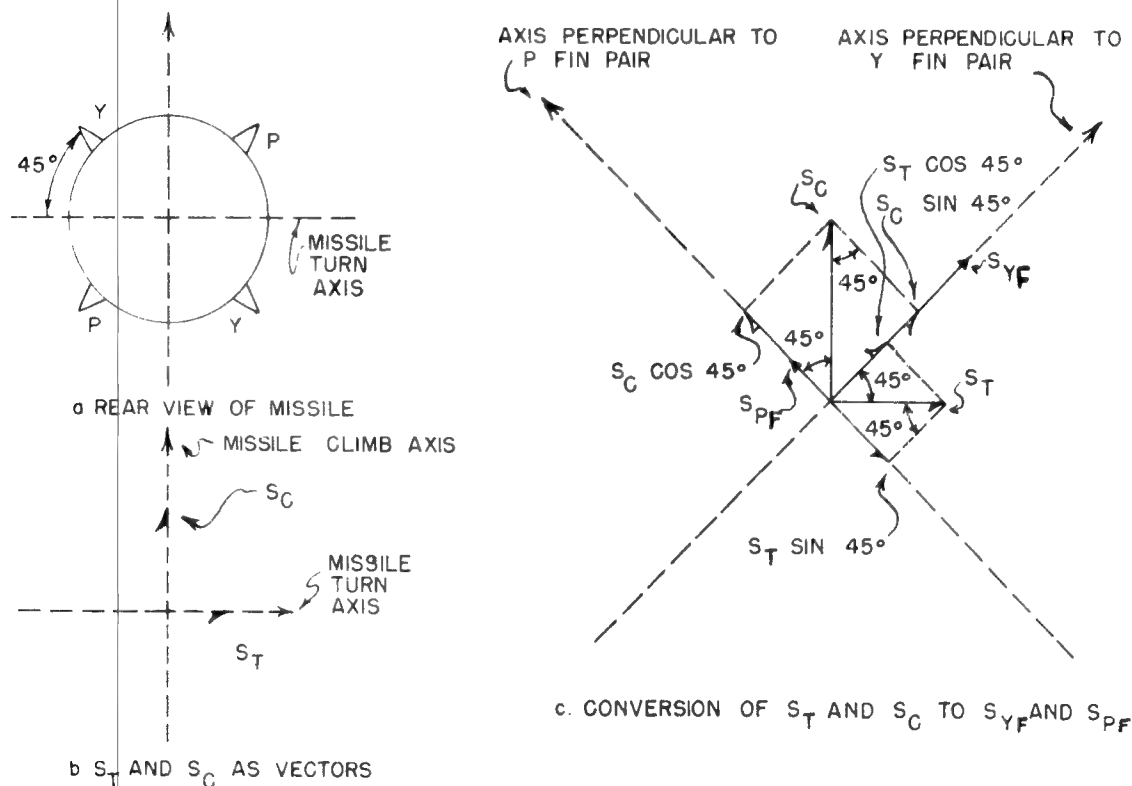 Y
P
45°
MISSILE
TURN
AXIS
P
Y
a REAR VIEW OF MISSILE
MISSILE CLIMB AXIS
S_C
MISSILE
TURN
AXIS
S_T
b S_T AND S_C AS VECTORS
AXIS PERPENDICULAR TO
P FIN PAIR
AXIS PERPENDICULAR TO
Y FIN PAIR
S_C
S_T COS 45°
S_C SIN 45°
S_YF
45°
45°
S_C COS 45°
S_PF
45°
S_T
45°
S_T SIN 45°
c. CONVERSION OF S_T AND S_C TO S_YF AND S_PF